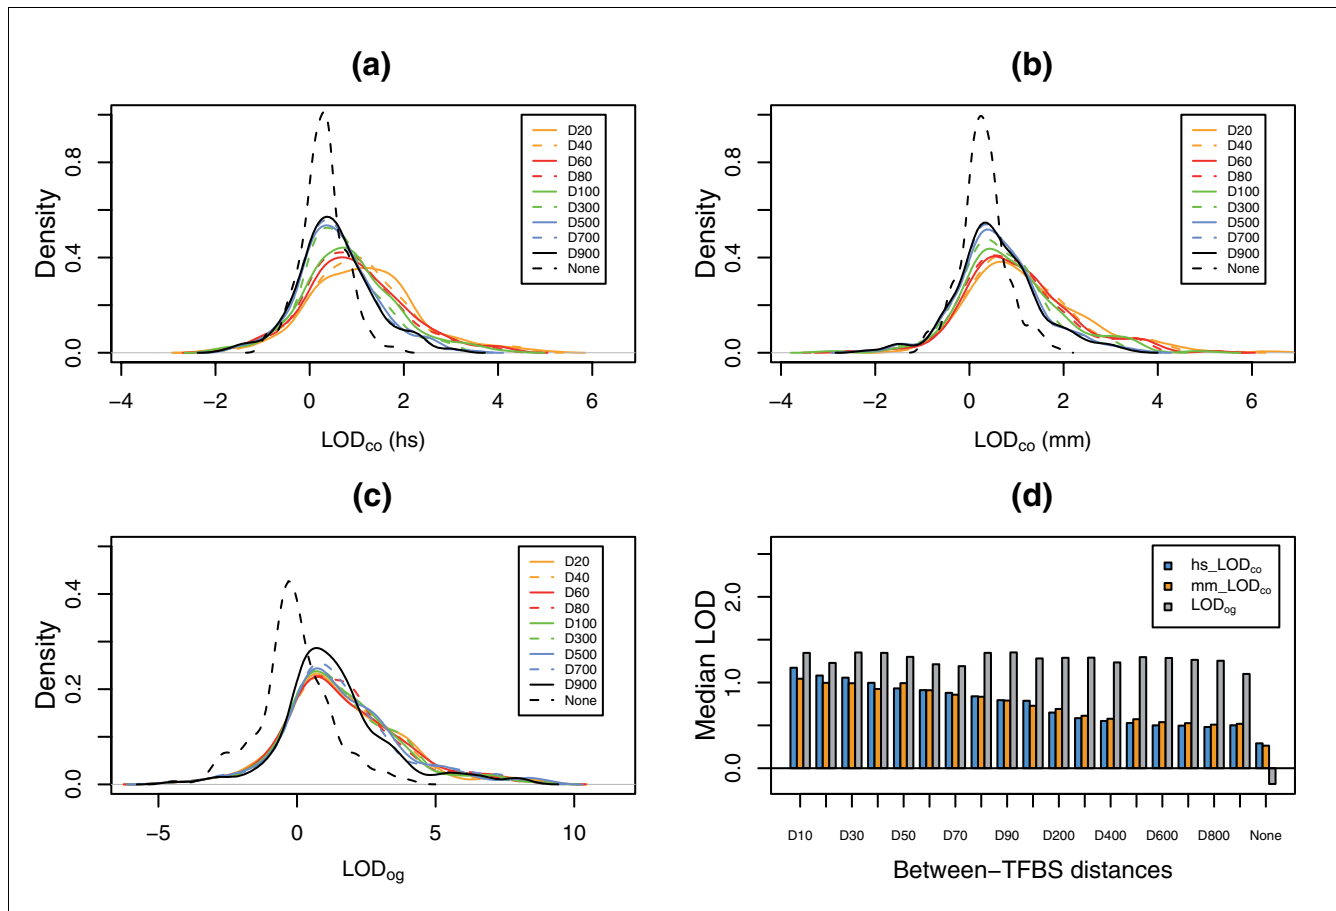 (a)
Density
0.0 0.4 0.8
−4 −2 0 2 4 6
LODco (hs)
D20
D40
D60
D80
D100
D300
D500
D700
D900
None
(b)
Density
0.0 0.4 0.8
−4 −2 0 2 4 6
LODco (mm)
D20
D40
D60
D80
D100
D300
D500
D700
D900
None
(c)
Density
0.0 0.2 0.4
−5 0 5 10
LODog
D20
D40
D60
D80
D100
D300
D500
D700
D900
None
(d)
Median LOD
0.0 1.0 2.0
hs_LODco
mm_LODco
LODog
D10 D30 D50 D70 D90 D200 D400 D600 D800 None
Between−TFBS distances